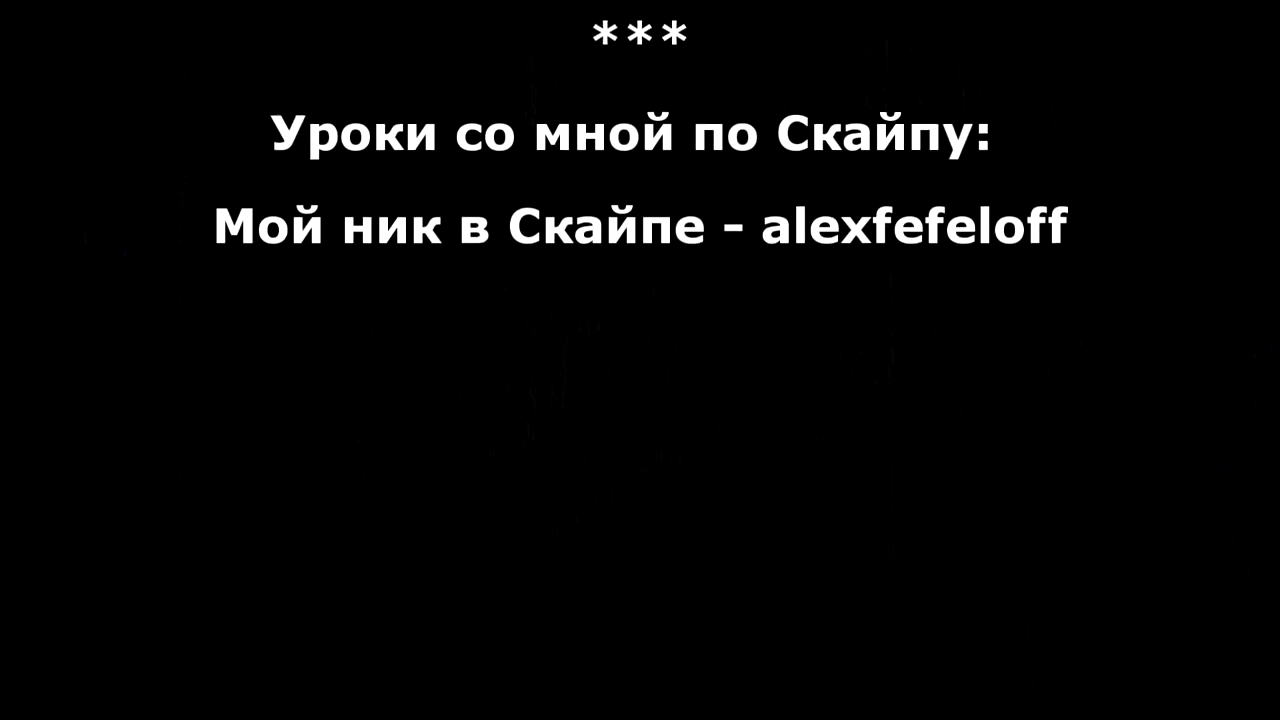 ***
Уроки со мной по Скайпу:
Мой ник в Скайпе - alexfefeloff